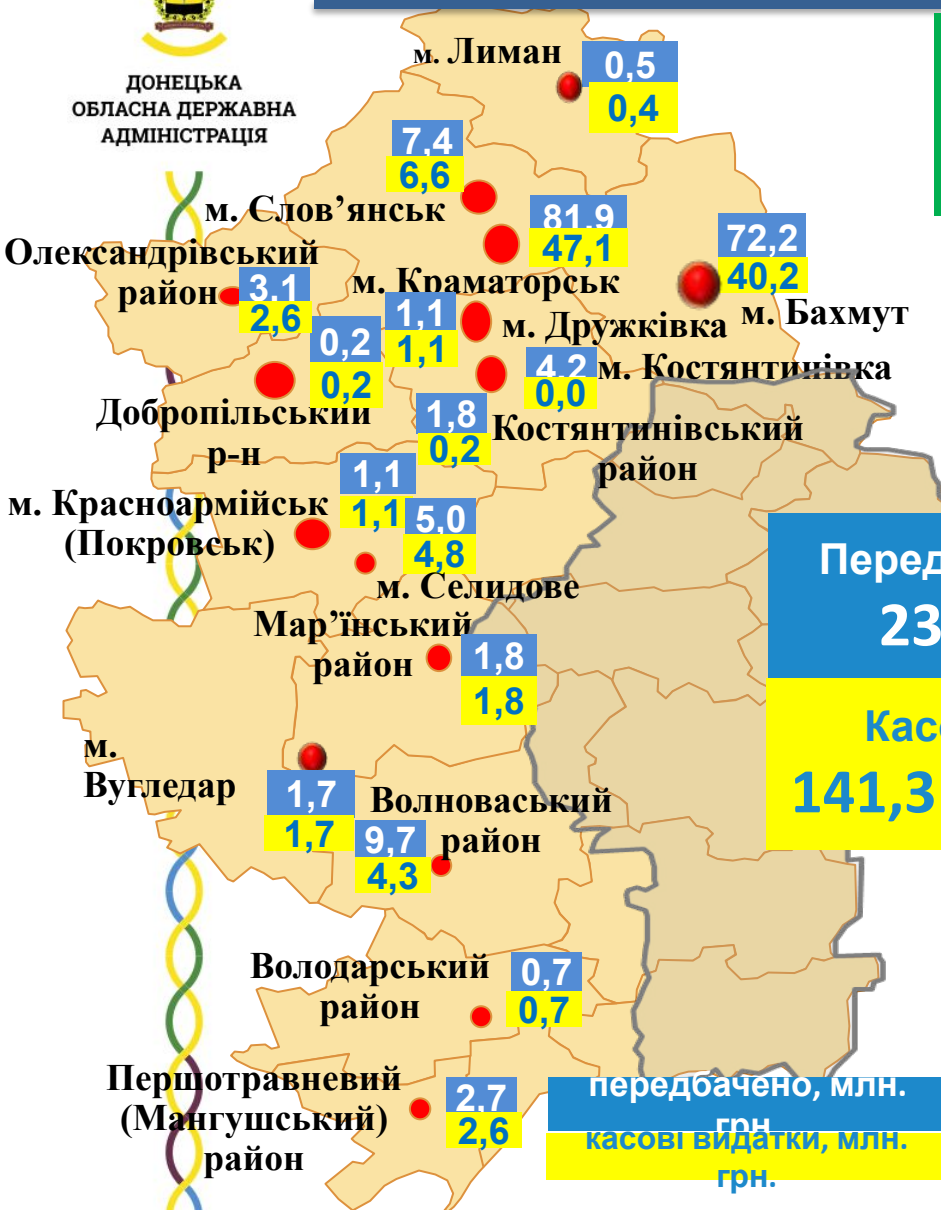 ДОНЕЦЬКА
ОБЛАСНА ДЕРЖАВНА
АДМІНІСТРАЦІЯ
м. Лиман
0,5
0,4
7,4
6,6
м. Слов’янськ
81,9
47,1
м. Краматорськ
72,2
40,2
м. Бахмут
Олександрівський
район
3,1
2,6
1,1
1,1
м. Дружківка
0,2
0,2
Добропільський
р-н
4,2
0,0
м. Костянтинівка
1,8
0,2
Костянтинівський
район
1,1
1,1
м. Красноармійськ
(Покровськ)
5,0
4,8
м. Селидове
Мар’їнський
район
1,8
1,8
Перед
23
Кас
141,3
м.
Вугледар
1,7
1,7
Волноваський
район
9,7
4,3
Володарський
район
0,7
0,7
Першотравневий
(Мангушський)
район
2,7
2,6
передбачено, млн.
грн
касові видатки, млн.
грн.